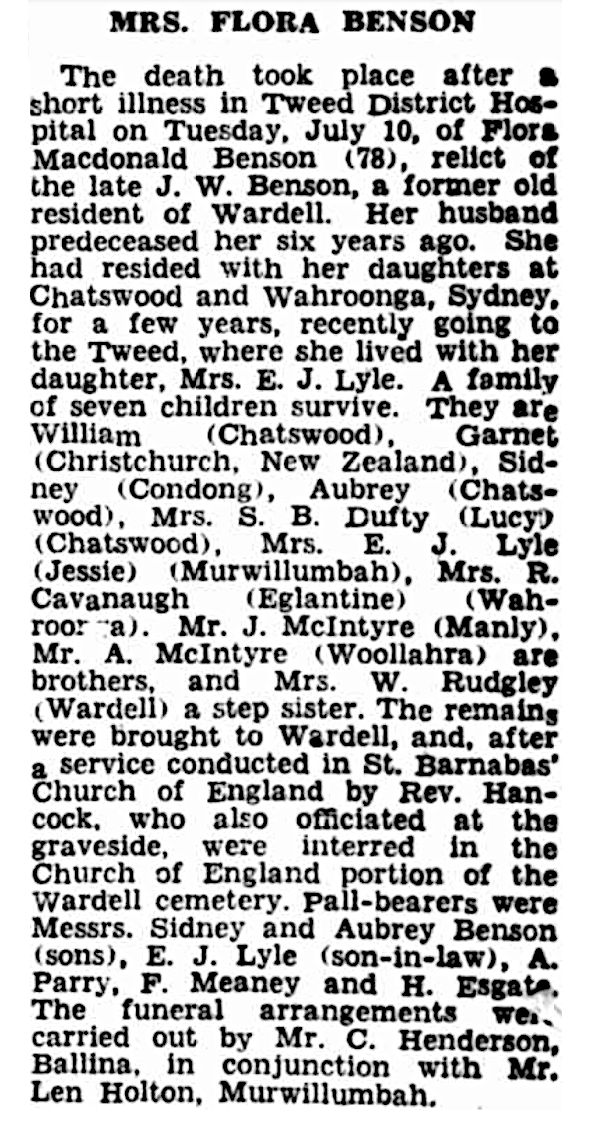 MRS. FLORA BENSON
The death took place after a
short illness in Tweed District Hos-
pital on Tuesday, July 10, of Flora
Macdonald Benson (78), relict of
the late J. W. Benson, a former old
resident of Wardell. Her husband
predeceased her six years ago. She
had resided with her daughters at
Chatswood and Wahroonga, Sydney,
for a few years, recently going to
the Tweed, where she lived with her
daughter, Mrs. E. J. Lyle. A family
of seven children survive. They are
William (Chatswood), Garnet
(Christchurch, New Zealand), Sid-
ney (Condong), Aubrey (Chats-
wood), Mrs. S. B. Dufty (Lucy)
(Chatswood), Mrs. E. J. Lyle
(Jessie) (Murwillumbah), Mrs. R.
Cavanaugh (Eglantine) (Wah-
Mr. J. McIntyre (Manly),
Mr. A. McIntyre (Woollahra) are
brothers, and Mrs. W. Rudgley
(Wardell) a step sister. The remains
were brought to Wardell, and, after
a service conducted in St. Barnabas'
Church of England by Rev. Han-
cock, who also officiated at the
graveside, were interred in the
Church of England portion of the
Wardell cemetery. Pall-bearers were
Messrs. Sidney and Aubrey Benson
(sons), E. J. Lyle (son-in-law), A.
Parry, F. Meaney and H. Esgate.
The funeral arrangements
carried out by Mr. C. Henderson,
Ballina, in conjunction with Mr.
Len Holton, Murwillumbah.